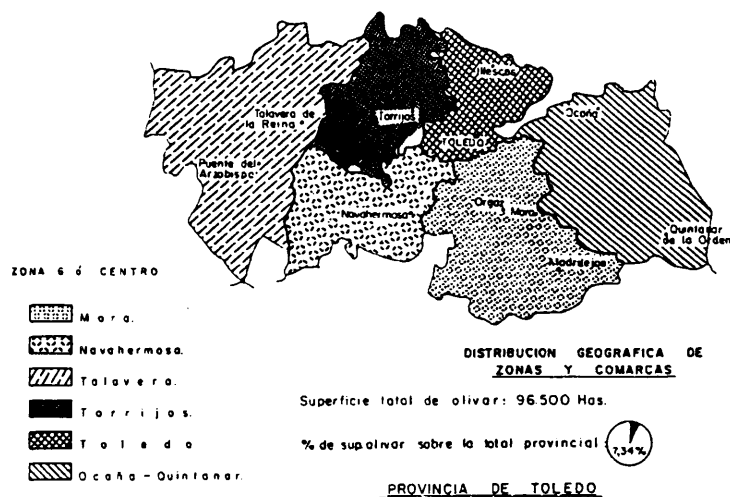 Illescas
Ocaña
Talavera de
la Reina
Torrijos
TOLEDO
Puente del
Arzobispo
Navahermosa
Orgaz
Mora
Quintanar
de la Orden
Madridejos
ZONA 6 ó CENTRO
Mora.
Navahermosa.
Talavera.
Torrijos.
Toledo
Ocaña-Quintanar.
DISTRIBUCION GEOGRAFICA DE
ZONAS Y COMARCAS
Superficie total de olivar: 96.500 Has.
% de sup.olivar sobre la total provincial:
7,34%
PROVINCIA DE TOLEDO